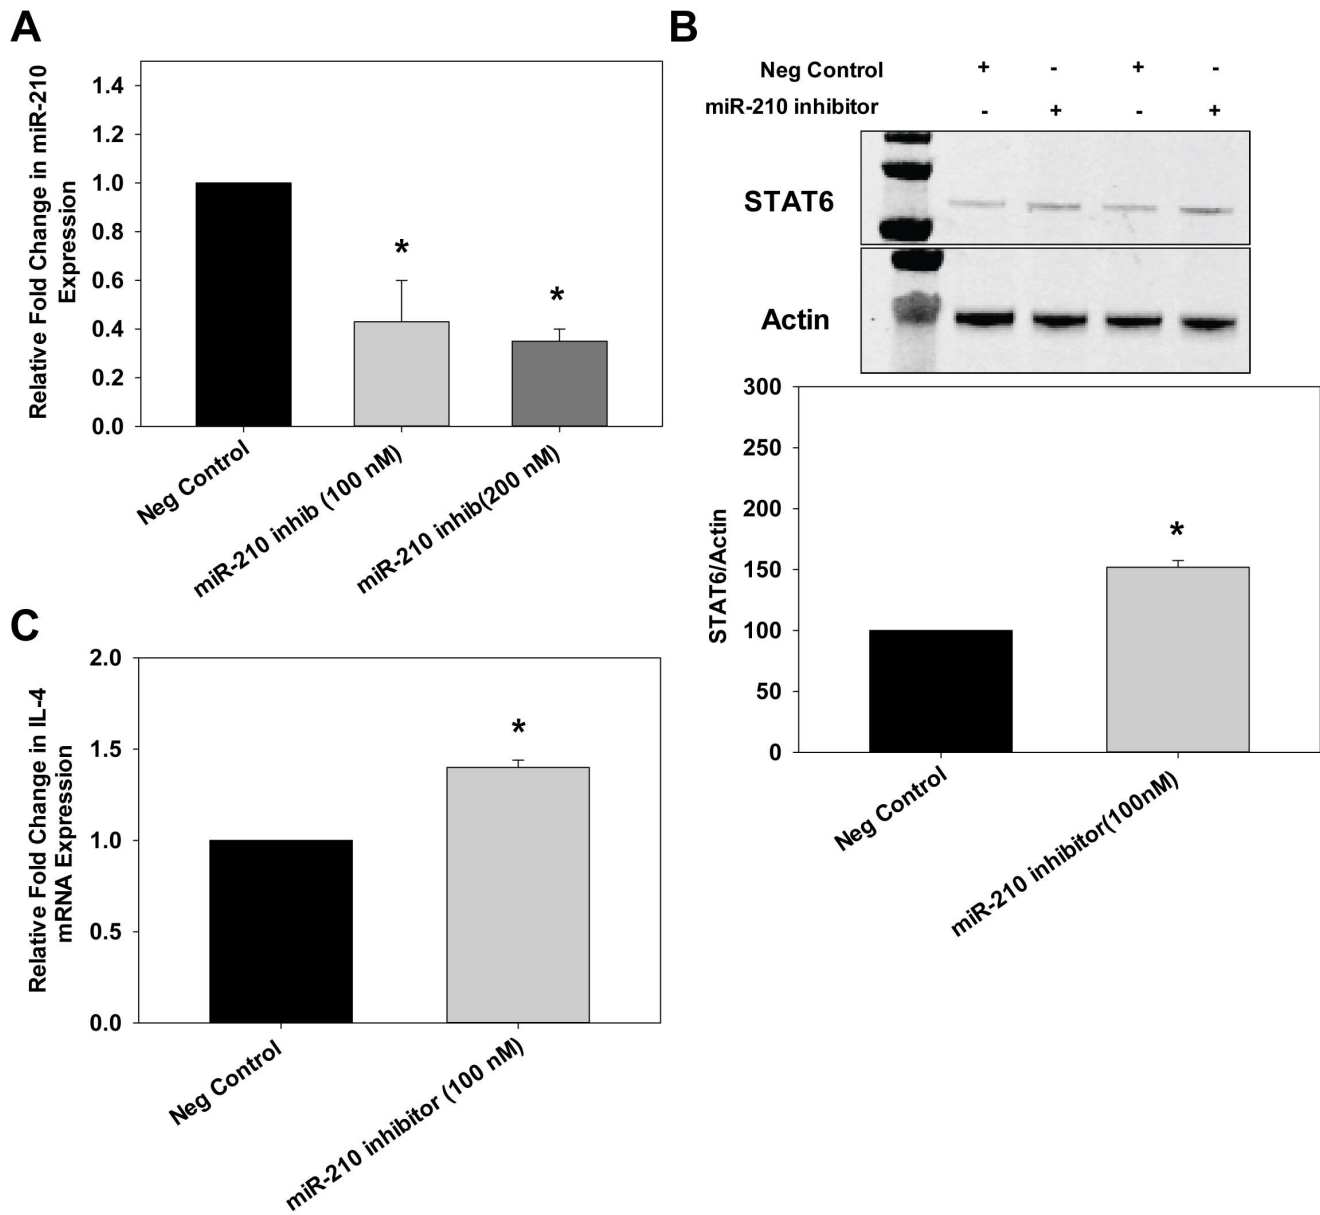 A
Relative Fold Change in miR-210
Expression
1.4
1.2
1.0
0.8
0.6
0.4
0.2
0.0
*
*
Neg Control
miR-210 inhib (100 nM)
miR-210 inhib(200 nM)
B
Neg Control + - + -
miR-210 inhibitor - + - +
STAT6
Actin
STAT6/Actin
300
250
200
150
100
50
0
*
Neg Control
miR-210 inhibitor(100nM)
C
Relative Fold Change in IL-4
mRNA Expression
2.0
1.5
1.0
0.5
0.0
*
Neg Control
miR-210 inhibitor (100 nM)